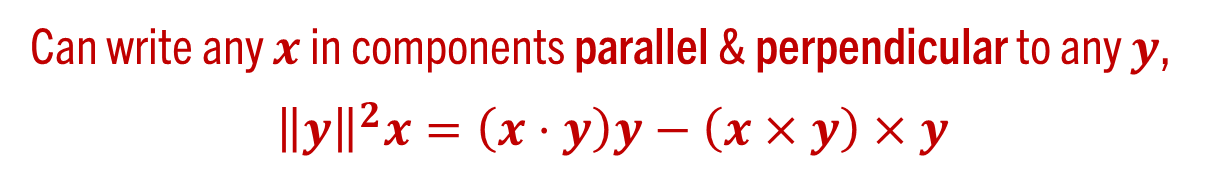 Can write any x in components parallel & perpendicular to any y,
‖y‖²x = (x · y)y − (x × y) × y